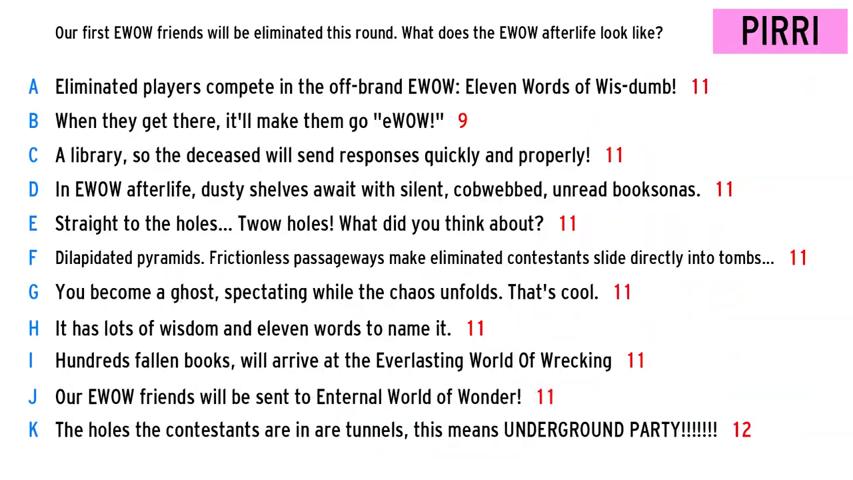 Our first EWOW friends will be eliminated this round. What does the EWOW afterlife look like?
PIRRI
A Eliminated players compete in the off-brand EWOW: Eleven Words of Wis-dumb! 11
B When they get there, it'll make them go "eWOW!" 9
C A library, so the deceased will send responses quickly and properly! 11
D In EWOW afterlife, dusty shelves await with silent, cobwebbed, unread booksonas. 11
E Straight to the holes... Twow holes! What did you think about? 11
F Dilapidated pyramids. Frictionless passageways make eliminated contestants slide directly into tombs... 11
G You become a ghost, spectating while the chaos unfolds. That's cool. 11
H It has lots of wisdom and eleven words to name it. 11
I Hundreds fallen books, will arrive at the Everlasting World Of Wrecking 11
J Our EWOW friends will be sent to Enternal World of Wonder! 11
K The holes the contestants are in are tunnels, this means UNDERGROUND PARTY!!!!!!! 12